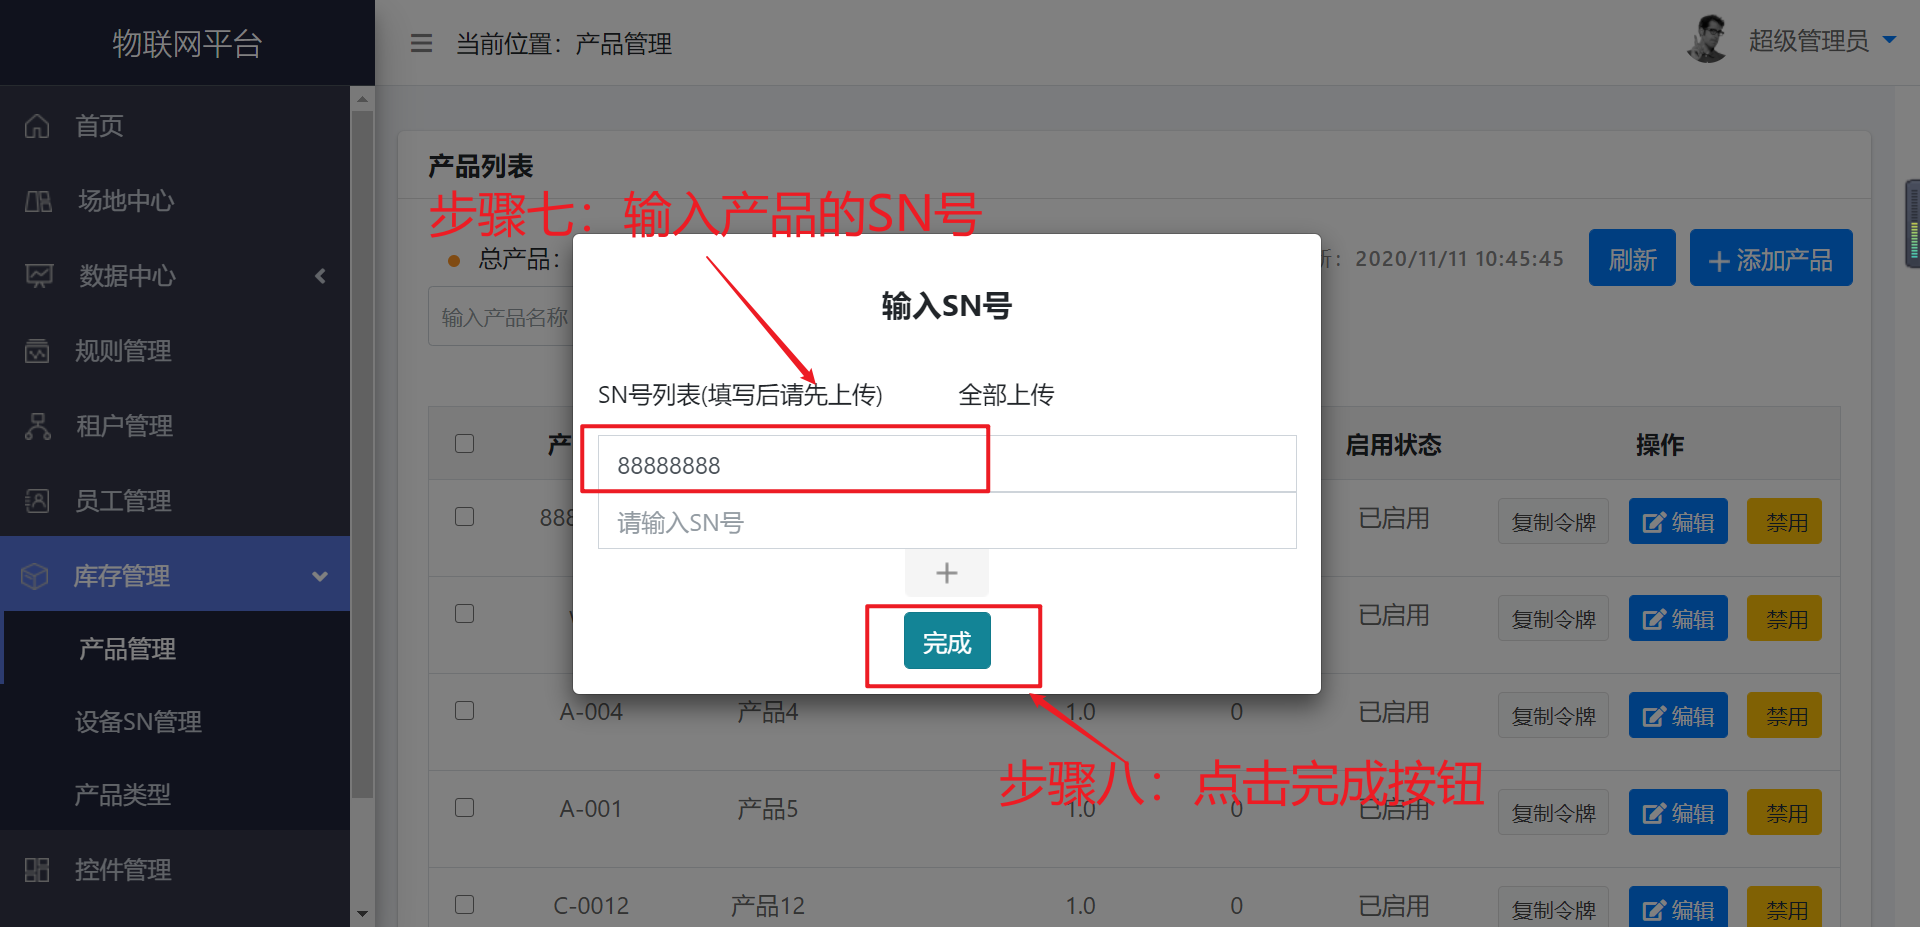 物联网平台
当前位置：产品管理
超级管理员
首页
场地中心
数据中心
规则管理
租户管理
员工管理
库存管理
产品管理
设备SN管理
产品类型
控件管理
产品列表
步骤七：输入产品的SN号
总产品：
新：2020/11/11 10:45:45
刷新
添加产品
输入产品名称
输入SN号
SN号列表(填写后请先上传) 全部上传
88888888
请输入SN号
完成
产 启用状态 操作
888 已启用 复制令牌 编辑 禁用
已启用 复制令牌 编辑 禁用
A-004 产品4 1.0 0 已启用 复制令牌 编辑 禁用
步骤八：点击完成按钮
A-001 产品5 1.0 0 已启用 复制令牌 编辑 禁用
C-0012 产品12 1.0 0 已启用 复制令牌 编辑 禁用